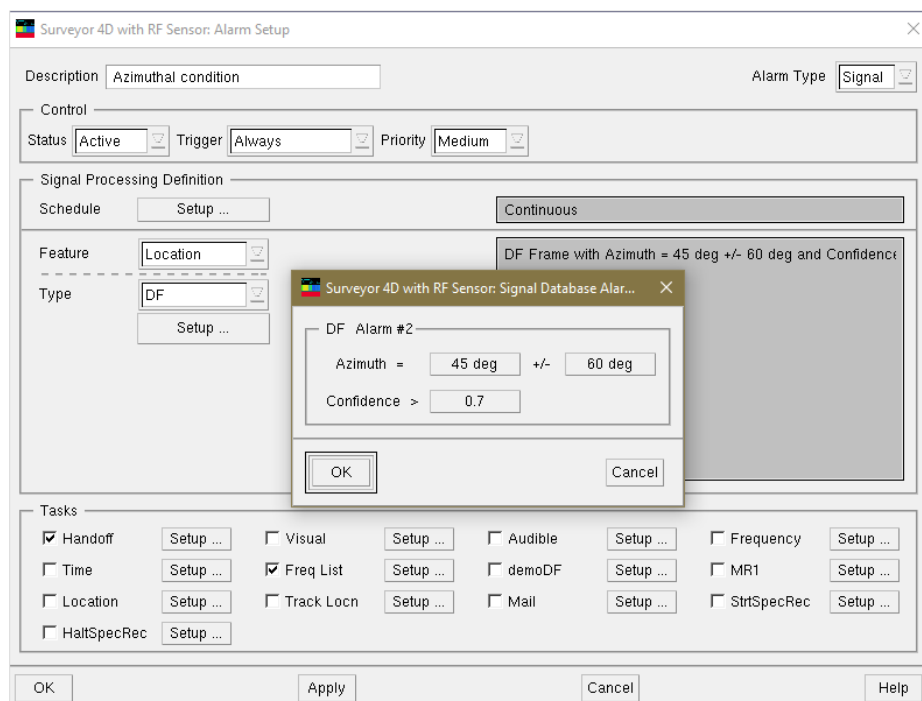 Surveyor 4D with RF Sensor: Alarm Setup
Description Azimuthal condition Alarm Type Signal
Control
Status Active Trigger Always Priority Medium
Signal Processing Definition
Schedule Setup ... Continuous
Feature Location DF Frame with Azimuth = 45 deg +/- 60 deg and Confidence
Type DF
Setup ...
Surveyor 4D with RF Sensor: Signal Database Alar...
DF Alarm #2
Azimuth = 45 deg +/- 60 deg
Confidence > 0.7
OK Cancel
Tasks
Handoff Setup ... Visual Setup ... Audible Setup ... Frequency Setup ...
Time Setup ... Freq List Setup ... demoDF Setup ... MR1 Setup ...
Location Setup ... Track Locn Setup ... Mail Setup ... StrtSpecRec Setup ...
HaltSpecRec Setup ...
OK Apply Cancel Help